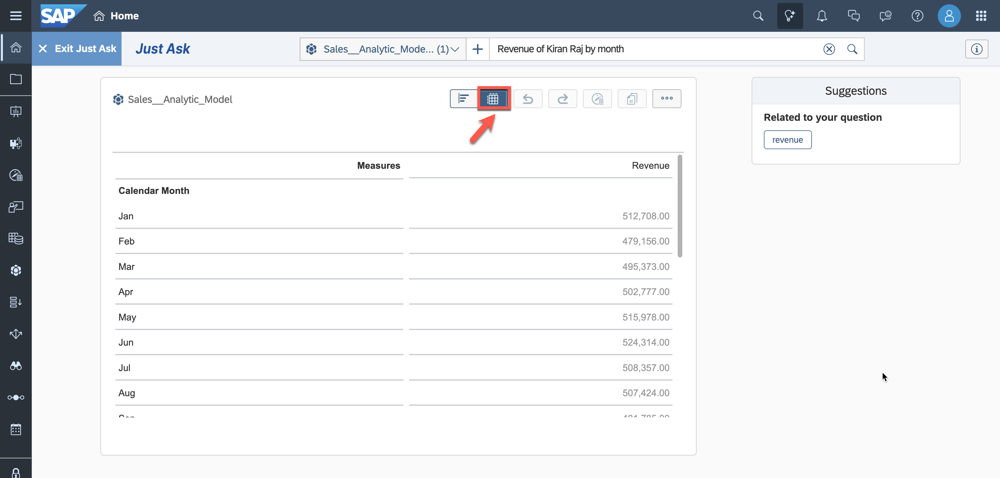 SAP Home
Exit Just Ask
Just Ask
Sales__Analytic_Mode... (1)
Revenue of Kiran Raj by month
Sales__Analytic_Model
Measures Revenue
Calendar Month
Jan 512,708.00
Feb 479,156.00
Mar 495,373.00
Apr 502,777.00
May 515,978.00
Jun 524,314.00
Jul 508,357.00
Aug 507,424.00
Suggestions
Related to your question
revenue